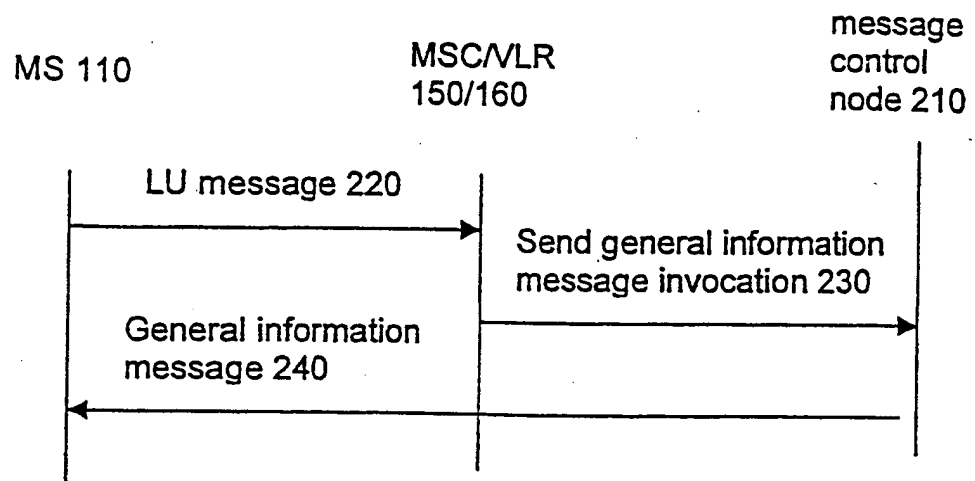 MS 110
MSC/VLR
150/160
message
control
node 210
LU message 220
Send general information
message invocation 230
General information
message 240